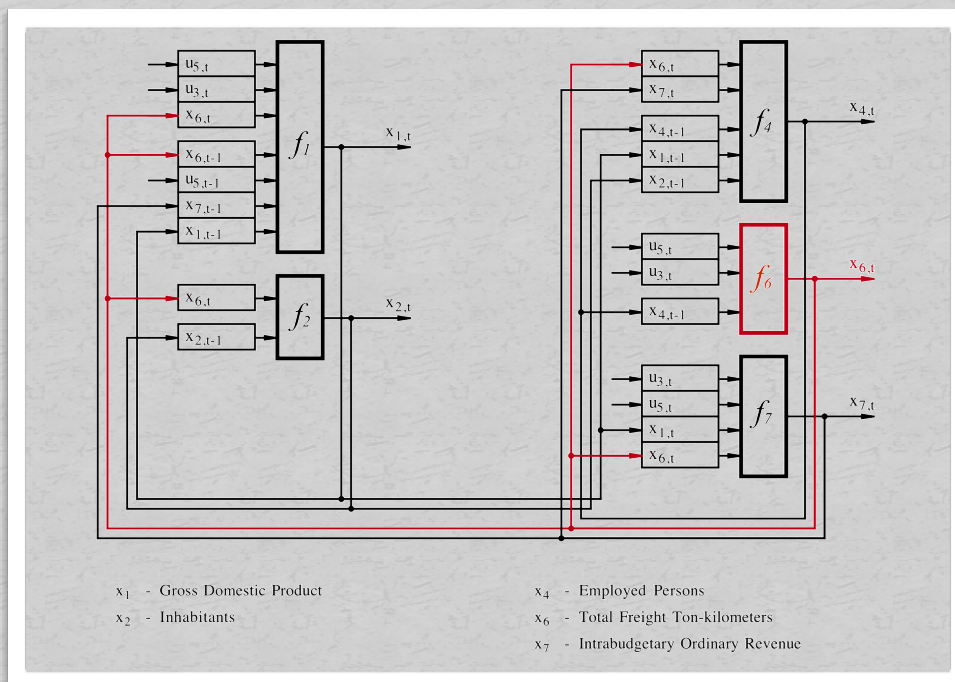 u5,t
u3,t
x6,t
x6,t-1
u5,t-1
x7,t-1
x1,t-1
f1
x1,t
x6,t
x2,t-1
f2
x2,t
x6,t
x7,t
x4,t-1
x1,t-1
x2,t-1
f4
x4,t
u5,t
u3,t
x4,t-1
f6
x6,t
u3,t
u5,t
x1,t
x6,t
f7
x7,t
x1 - Gross Domestic Product
x2 - Inhabitants
x4 - Employed Persons
x6 - Total Freight Ton-kilometers
x7 - Intrabudgetary Ordinary Revenue